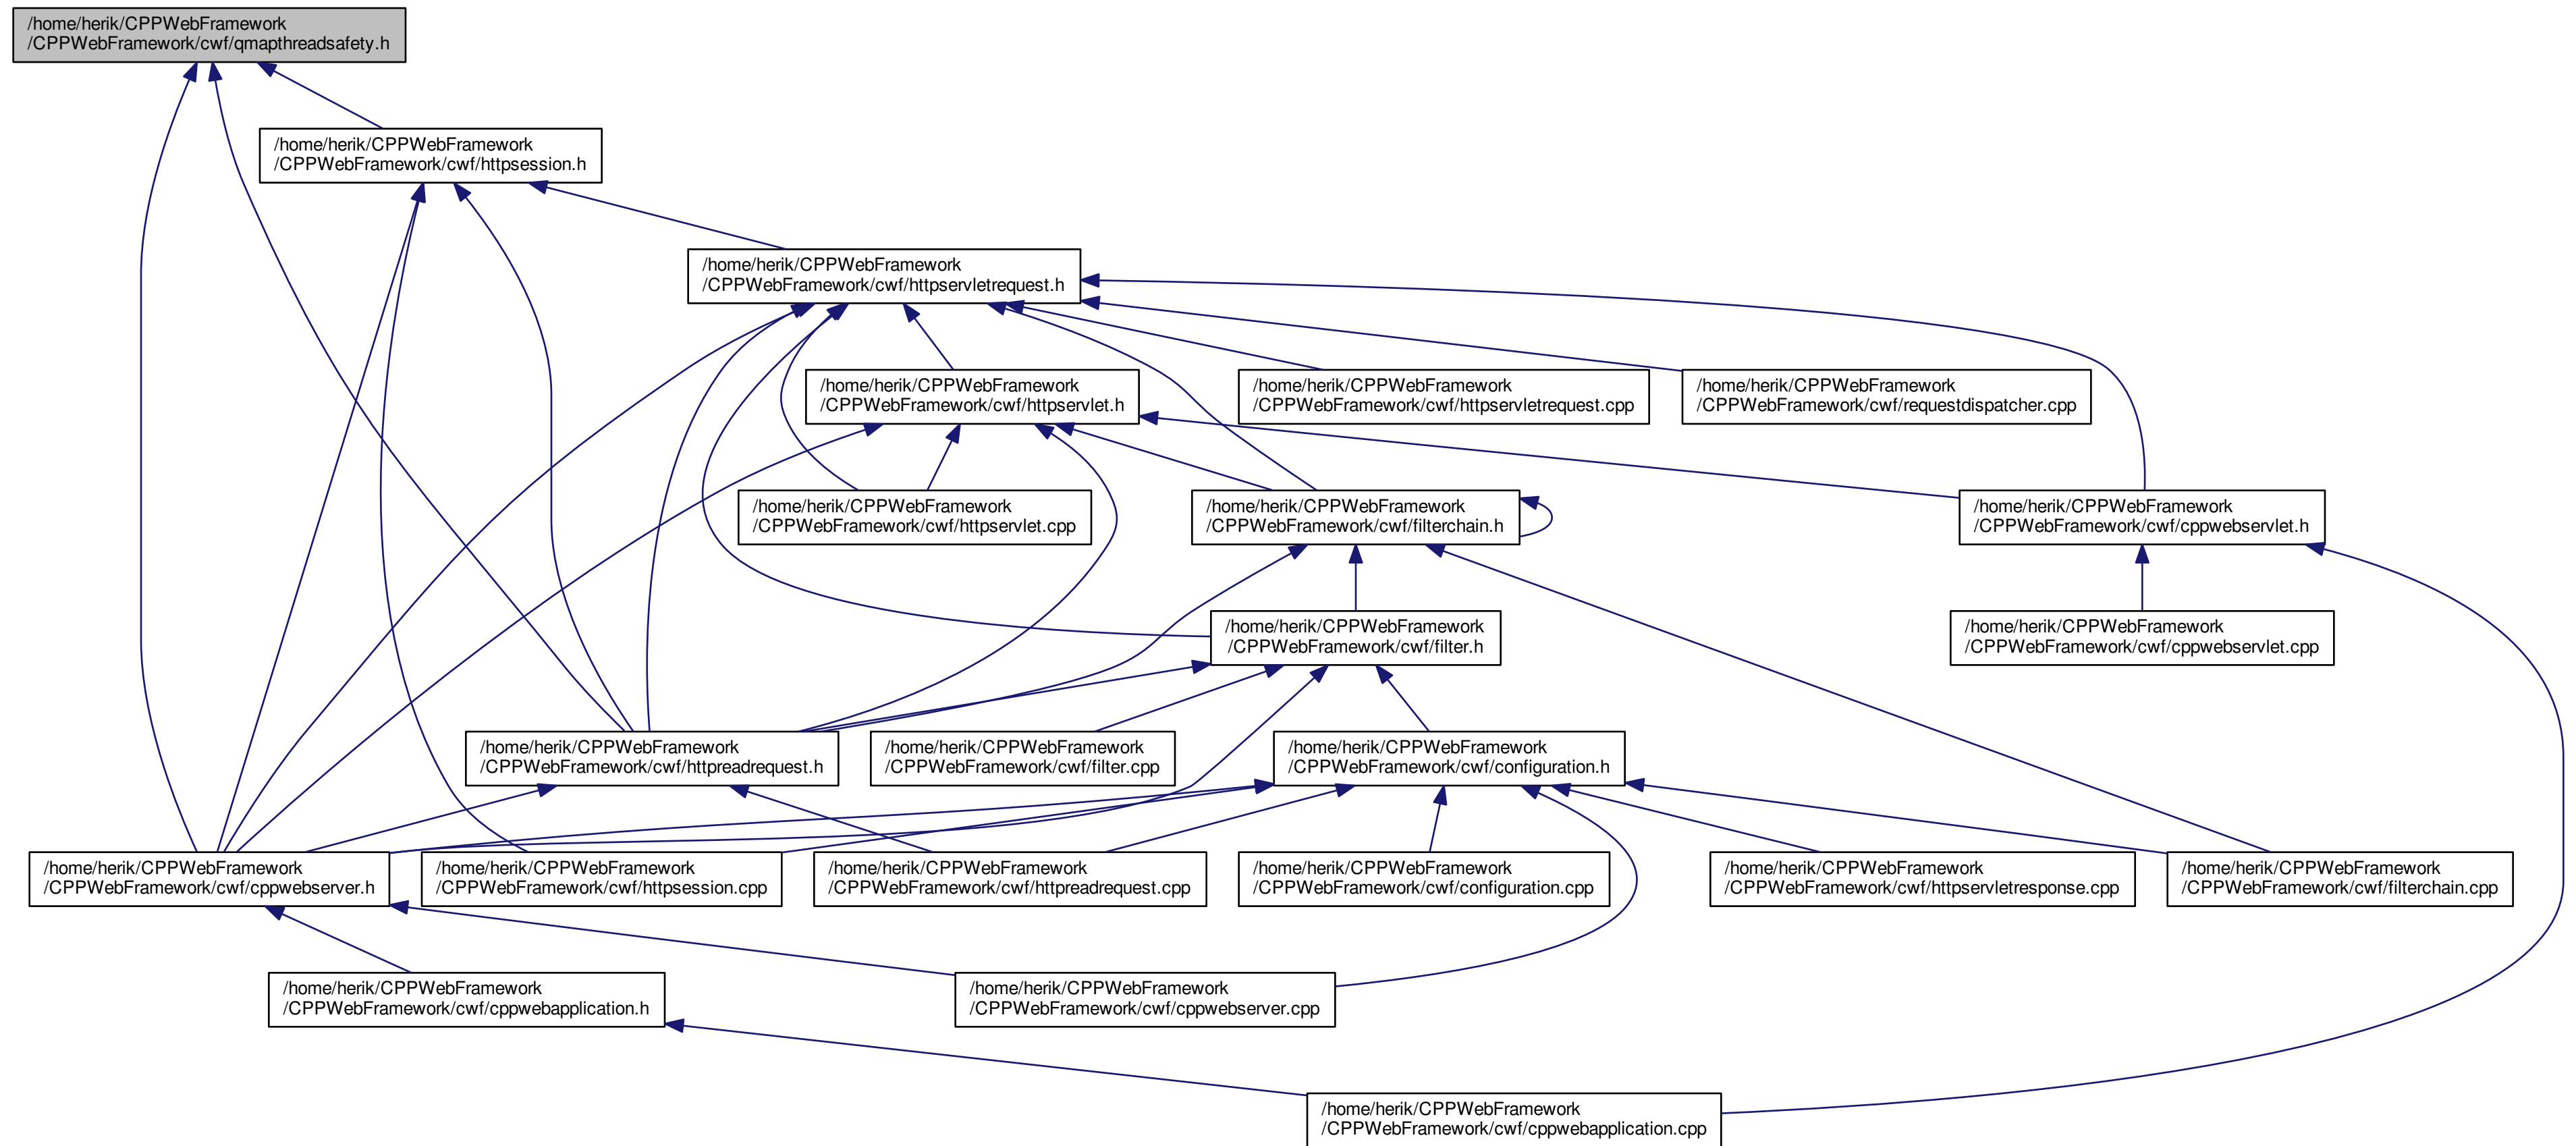 /home/herik/CPPWebFramework
/CPPWebFramework/cwf/qmapthreadsafety.h
/home/herik/CPPWebFramework
/CPPWebFramework/cwf/httpsession.h
/home/herik/CPPWebFramework
/CPPWebFramework/cwf/httpservletrequest.h
/home/herik/CPPWebFramework
/CPPWebFramework/cwf/httpservlet.h
/home/herik/CPPWebFramework
/CPPWebFramework/cwf/httpservletrequest.cpp
/home/herik/CPPWebFramework
/CPPWebFramework/cwf/requestdispatcher.cpp
/home/herik/CPPWebFramework
/CPPWebFramework/cwf/httpservlet.cpp
/home/herik/CPPWebFramework
/CPPWebFramework/cwf/filterchain.h
/home/herik/CPPWebFramework
/CPPWebFramework/cwf/cppwebservlet.h
/home/herik/CPPWebFramework
/CPPWebFramework/cwf/filter.h
/home/herik/CPPWebFramework
/CPPWebFramework/cwf/cppwebservlet.cpp
/home/herik/CPPWebFramework
/CPPWebFramework/cwf/httpreadrequest.h
/home/herik/CPPWebFramework
/CPPWebFramework/cwf/filter.cpp
/home/herik/CPPWebFramework
/CPPWebFramework/cwf/configuration.h
/home/herik/CPPWebFramework
/CPPWebFramework/cwf/cppwebserver.h
/home/herik/CPPWebFramework
/CPPWebFramework/cwf/httpsession.cpp
/home/herik/CPPWebFramework
/CPPWebFramework/cwf/httpreadrequest.cpp
/home/herik/CPPWebFramework
/CPPWebFramework/cwf/configuration.cpp
/home/herik/CPPWebFramework
/CPPWebFramework/cwf/httpservletresponse.cpp
/home/herik/CPPWebFramework
/CPPWebFramework/cwf/filterchain.cpp
/home/herik/CPPWebFramework
/CPPWebFramework/cwf/cppwebapplication.h
/home/herik/CPPWebFramework
/CPPWebFramework/cwf/cppwebserver.cpp
/home/herik/CPPWebFramework
/CPPWebFramework/cwf/cppwebapplication.cpp